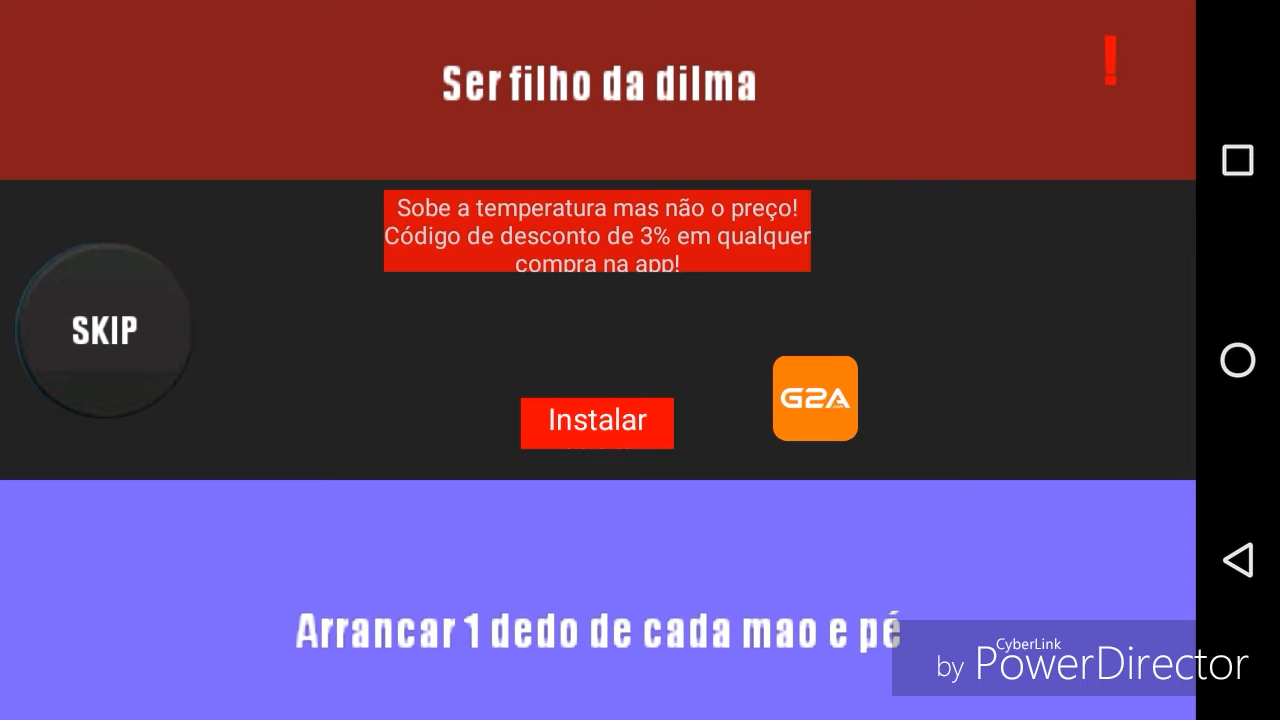 Ser filho da dilma
!
Sobe a temperatura mas não o preço!
Código de desconto de 3% em qualquer
compra na app!
SKIP
G2A
Instalar
Arrancar 1 dedo de cada mao e pé
CyberLink
by PowerDirector